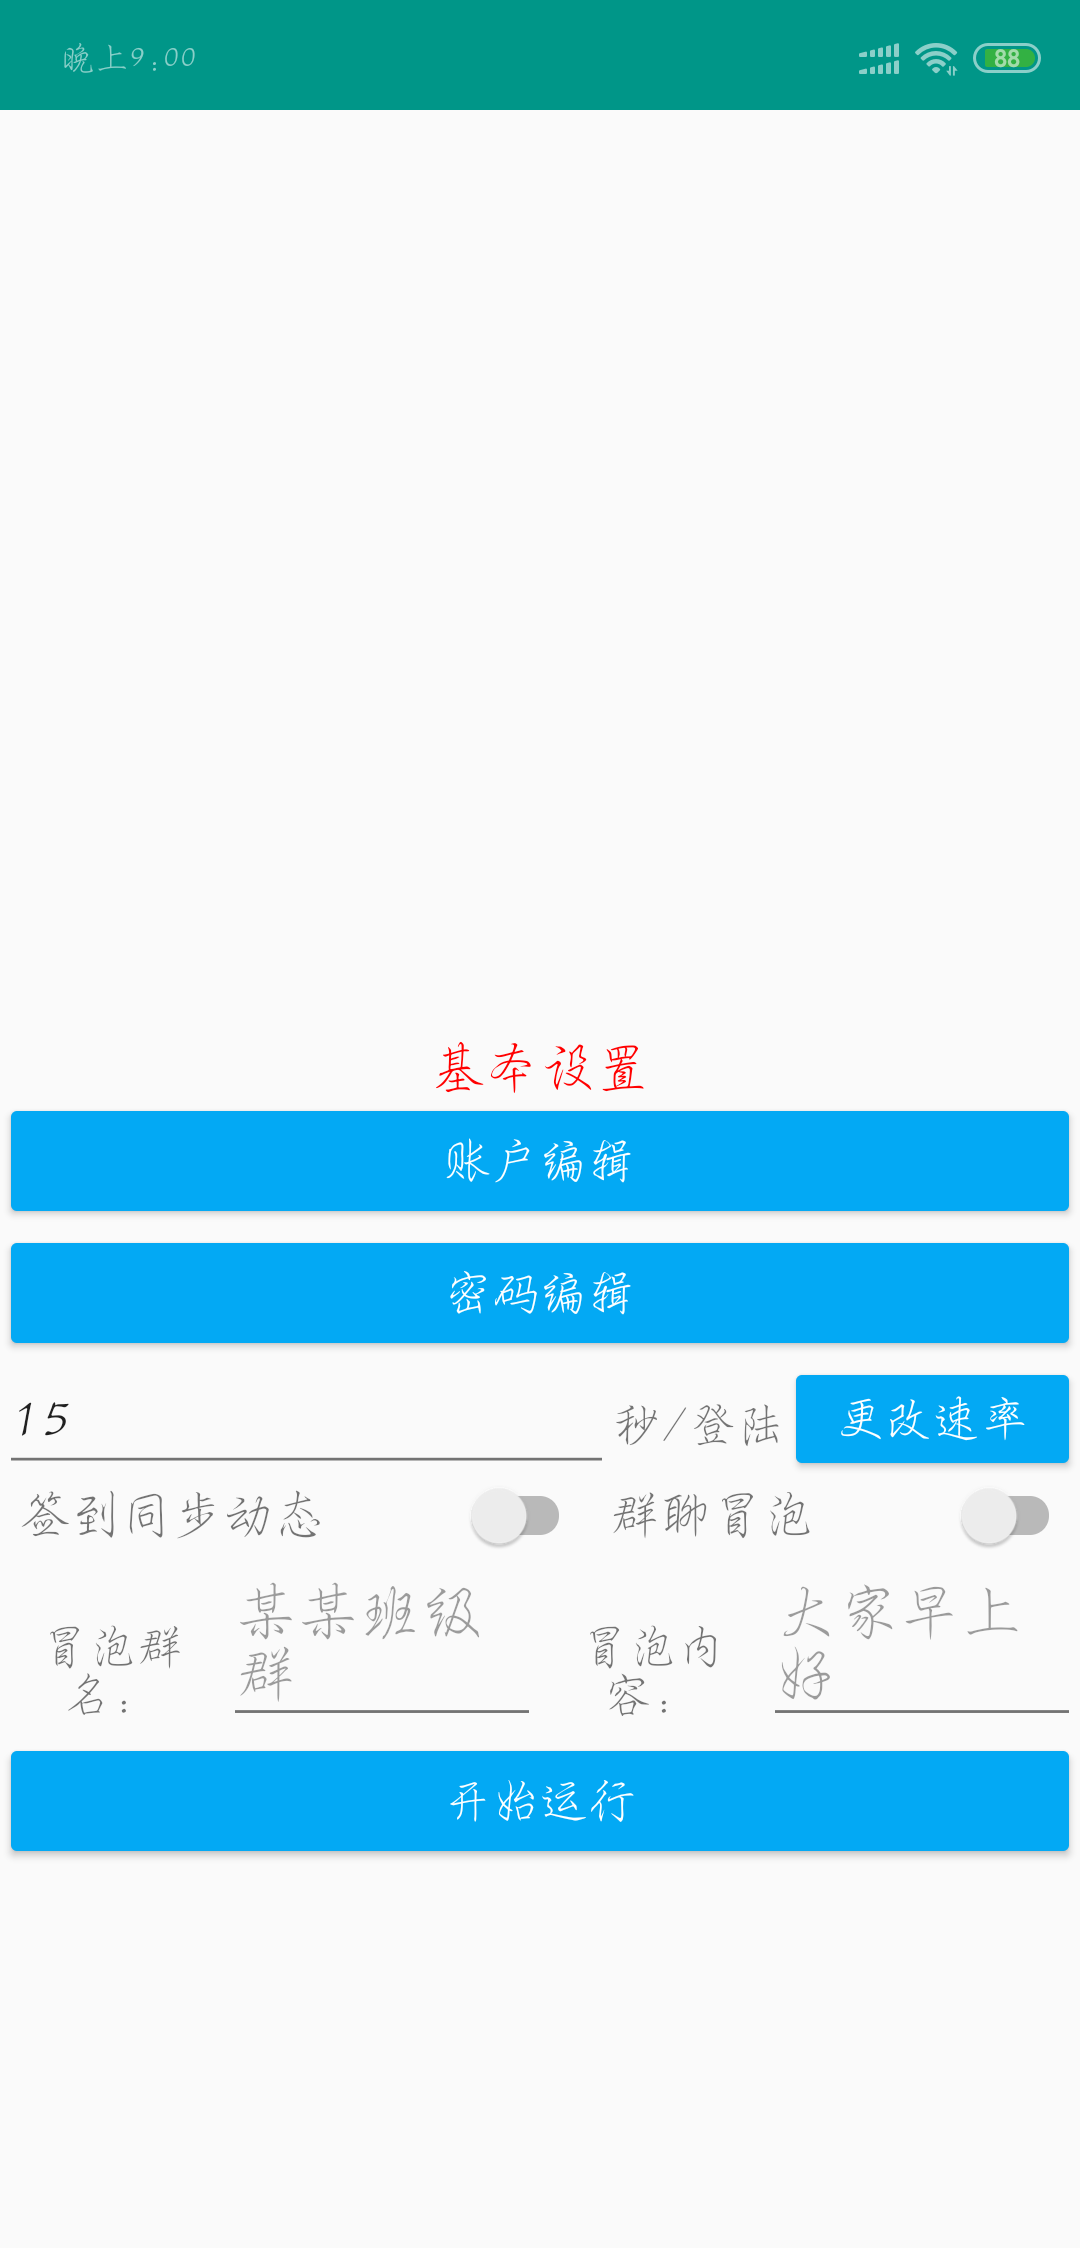 晚上9:00
88
基本设置
账户编辑
密码编辑
15 秒/登陆 更改速率
签到同步动态 群聊冒泡
冒泡群
名：
某某班级
群
冒泡内
容：
大家早上
好
开始运行